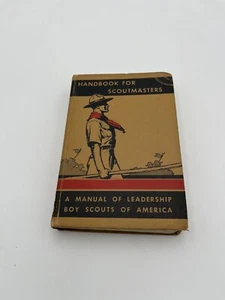 HANDBOOK FOR
SCOUTMASTERS
A MANUAL OF LEADERSHIP
BOY SCOUTS OF AMERICA